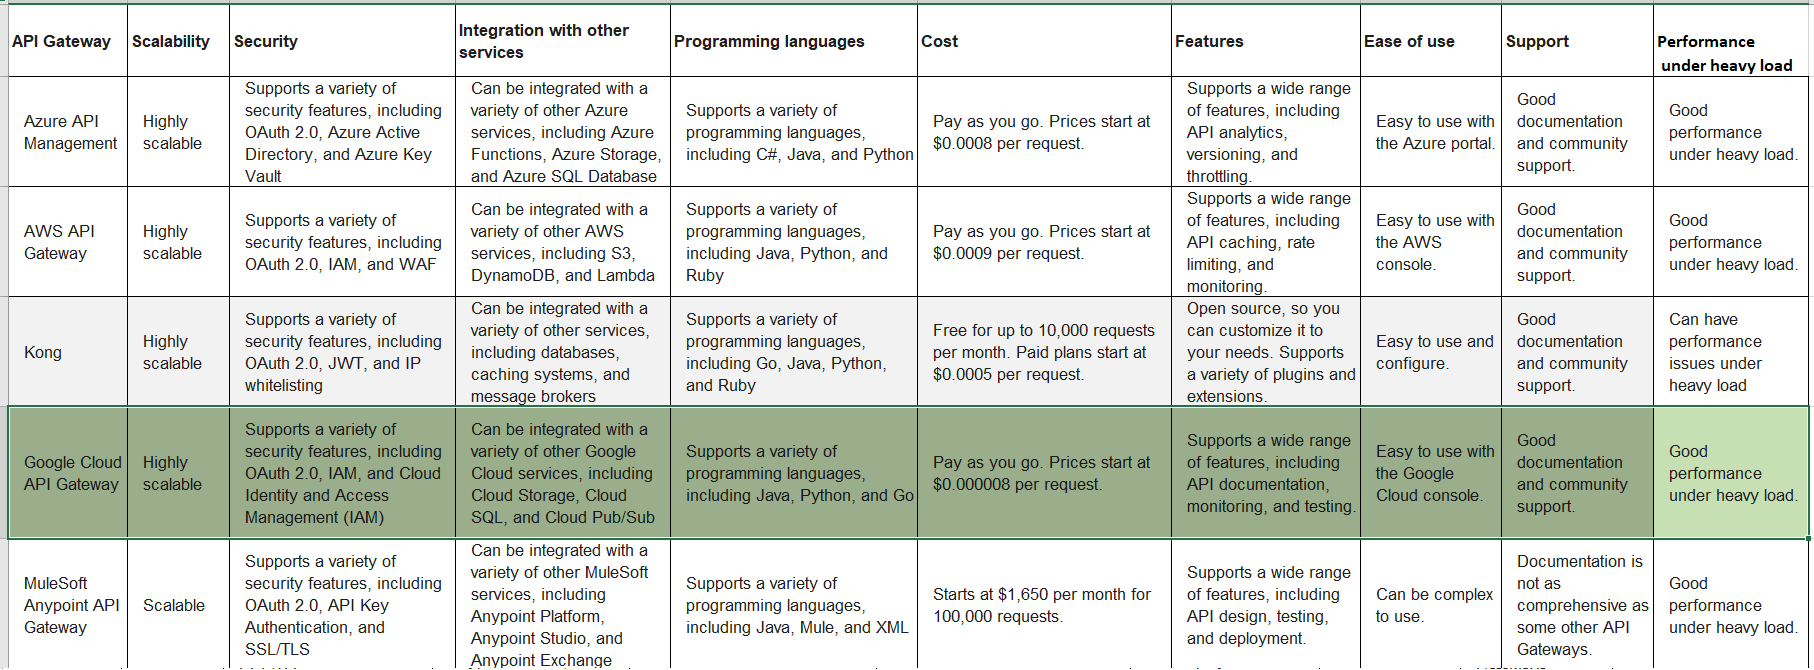 API Gateway
Scalability
Security
Integration with other
services
Programming languages
Cost
Features
Ease of use
Support
Performance
under heavy load
Azure API
Management
Highly
scalable
Supports a variety of
security features, including
OAuth 2.0, Azure Active
Directory, and Azure Key
Vault
Can be integrated with a
variety of other Azure
services, including Azure
Functions, Azure Storage,
and Azure SQL Database
Supports a variety of
programming languages,
including C#, Java, and Python
Pay as you go. Prices start at
$0.0008 per request.
Supports a wide range
of features, including
API analytics,
versioning, and
throttling.
Easy to use with
the Azure portal.
Good
documentation
and community
support.
Good
performance
under heavy load.
AWS API
Gateway
Highly
scalable
Supports a variety of
security features, including
OAuth 2.0, IAM, and WAF
Can be integrated with a
variety of other AWS
services, including S3,
DynamoDB, and Lambda
Supports a variety of
programming languages,
including Java, Python, and
Ruby
Pay as you go. Prices start at
$0.0009 per request.
Supports a wide range
of features, including
API caching, rate
limiting, and
monitoring.
Easy to use with
the AWS
console.
Good
documentation
and community
support.
Good
performance
under heavy load.
Kong
Highly
scalable
Supports a variety of
security features, including
OAuth 2.0, JWT, and IP
whitelisting
Can be integrated with a
variety of other services,
including databases,
caching systems, and
message brokers
Supports a variety of
programming languages,
including Go, Java, Python,
and Ruby
Free for up to 10,000 requests
per month. Paid plans start at
$0.0005 per request.
Open source, so you
can customize it to
your needs. Supports
a variety of plugins and
extensions.
Easy to use and
configure.
Good
documentation
and community
support.
Can have
performance
issues under
heavy load
Google Cloud
API Gateway
Highly
scalable
Supports a variety of
security features, including
OAuth 2.0, IAM, and Cloud
Identity and Access
Management (IAM)
Can be integrated with a
variety of other Google
Cloud services, including
Cloud Storage, Cloud
SQL, and Cloud Pub/Sub
Supports a variety of
programming languages,
including Java, Python, and Go
Pay as you go. Prices start at
$0.000008 per request.
Supports a wide range
of features, including
API documentation,
monitoring, and testing.
Easy to use with
the Google
Cloud console.
Good
documentation
and community
support.
Good
performance
under heavy load.
MuleSoft
Anypoint API
Gateway
Scalable
Supports a variety of
security features, including
OAuth 2.0, API Key
Authentication, and
SSL/TLS
Can be integrated with a
variety of other MuleSoft
services, including
Anypoint Platform,
Anypoint Studio, and
Anypoint Exchange
Supports a variety of
programming languages,
including Java, Mule, and XML
Starts at $1,650 per month for
100,000 requests.
Supports a wide range
of features, including
API design, testing,
and deployment.
Can be complex
to use.
Documentation is
not as
comprehensive as
some other API
Gateways.
Good
performance
under heavy load.